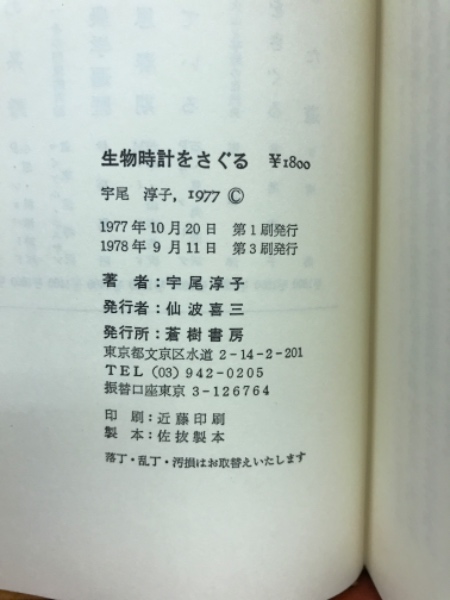 生物時計をさぐる ¥1800
宇尾 淳子, 1977 ©
1977年10月20日 第1刷発行
1978年9月11日 第3刷発行
著 者:宇尾淳子
発行者:仙波喜三
発行所:蒼樹書房
東京都文京区水道 2-14-2-201
TEL (03) 942-0205
振替口座東京 3-126764
印 刷:近藤印刷
製 本:佐抜製本
落丁・乱丁・汚損はお取替えいたします